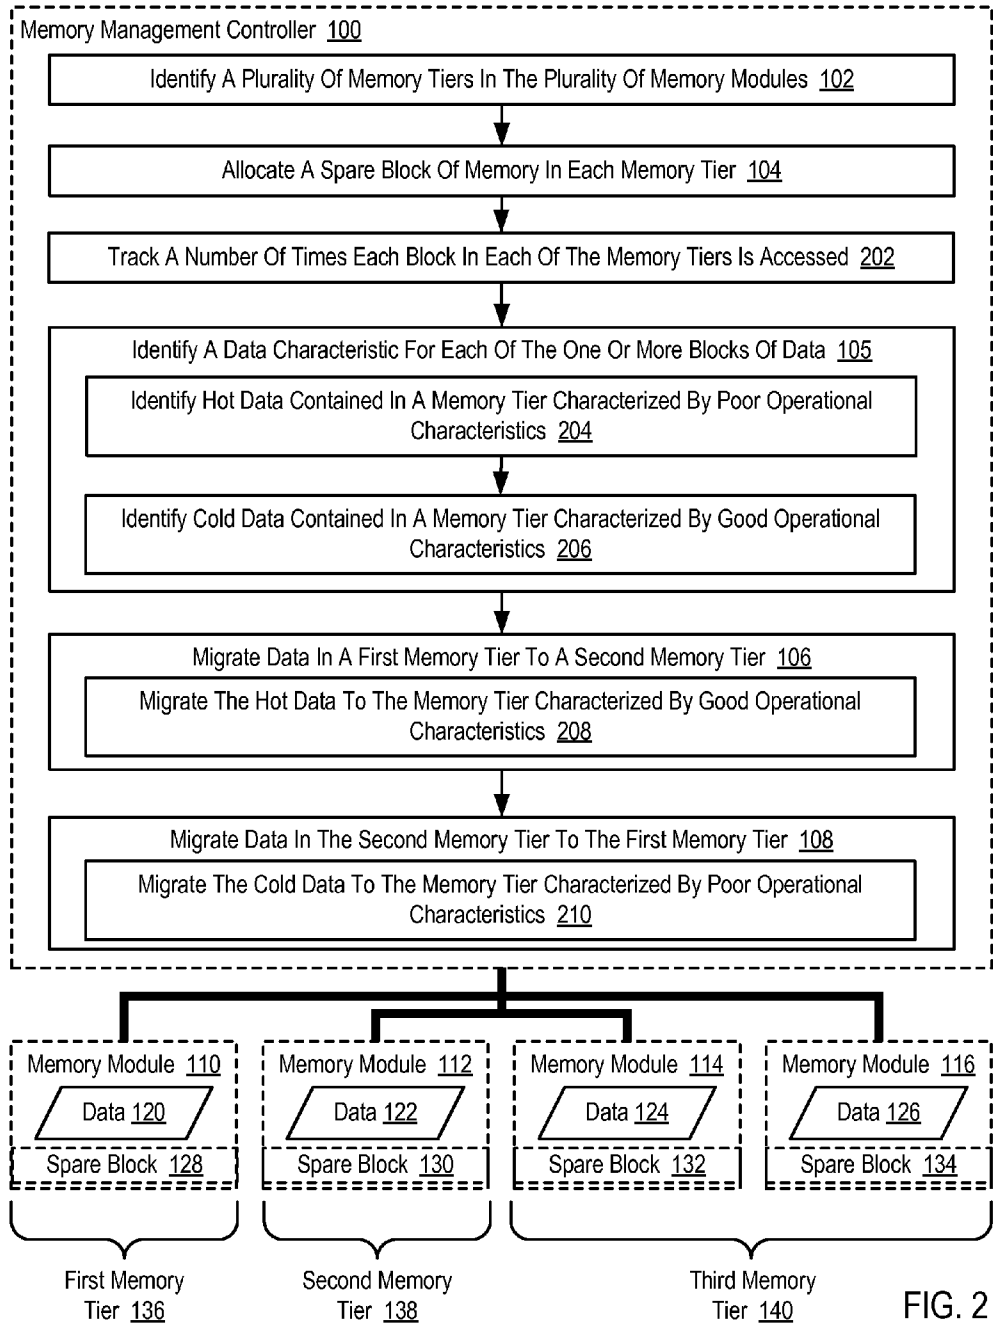 Memory Management Controller 100
Identify A Plurality Of Memory Tiers In The Plurality Of Memory Modules 102
Allocate A Spare Block Of Memory In Each Memory Tier 104
Track A Number Of Times Each Block In Each Of The Memory Tiers Is Accessed 202
Identify A Data Characteristic For Each Of The One Or More Blocks Of Data 105
Identify Hot Data Contained In A Memory Tier Characterized By Poor Operational
Characteristics 204
Identify Cold Data Contained In A Memory Tier Characterized By Good Operational
Characteristics 206
Migrate Data In A First Memory Tier To A Second Memory Tier 106
Migrate The Hot Data To The Memory Tier Characterized By Good Operational
Characteristics 208
Migrate Data In The Second Memory Tier To The First Memory Tier 108
Migrate The Cold Data To The Memory Tier Characterized By Poor Operational
Characteristics 210
Memory Module 110
Data 120
Spare Block 128
Memory Module 112
Data 122
Spare Block 130
Memory Module 114
Data 124
Spare Block 132
Memory Module 116
Data 126
Spare Block 134
First Memory
Tier 136
Second Memory
Tier 138
Third Memory
Tier 140
FIG. 2